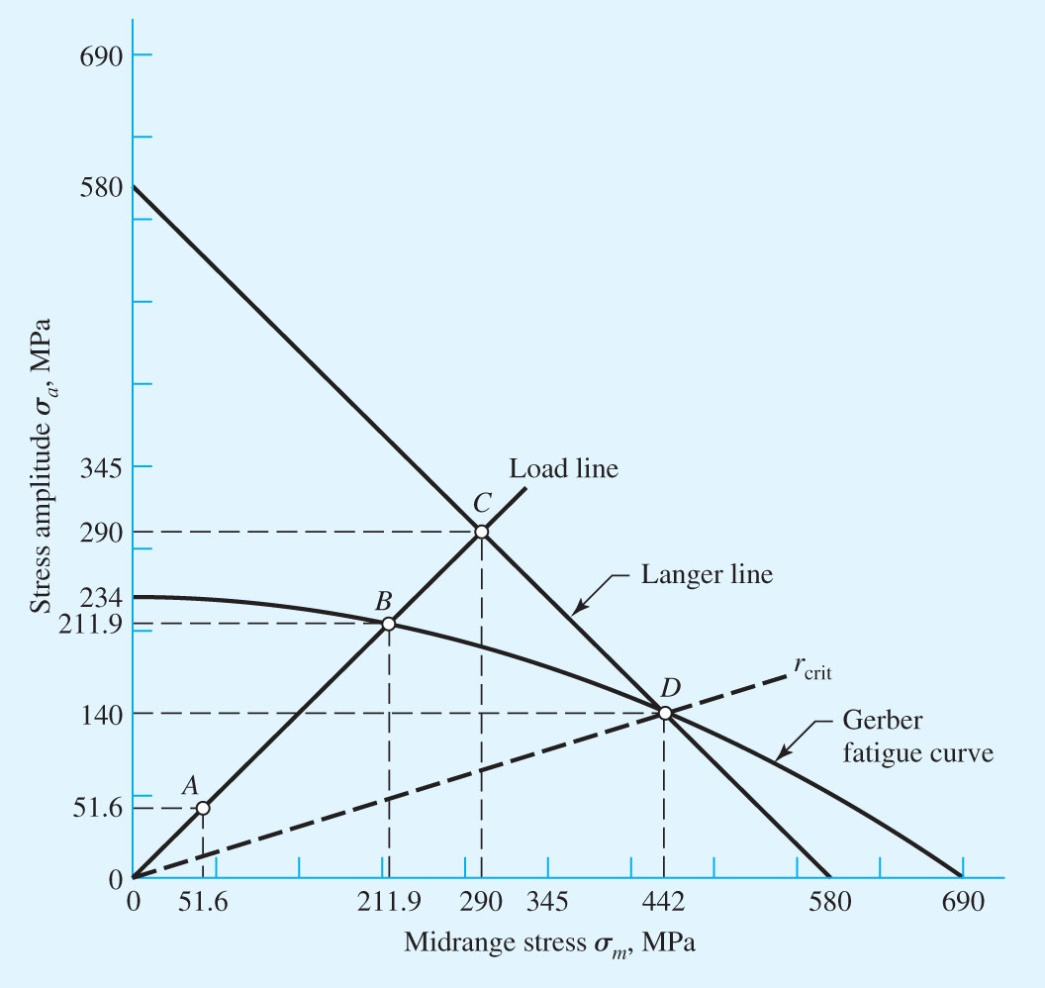 690
580
Stress amplitude σₐ, MPa
345
290
234
211.9
140
51.6
0
Load line
C
Langer line
B
r_crit
D
Gerber
fatigue curve
A
0 51.6 211.9 290 345 442 580 690
Midrange stress σₘ, MPa